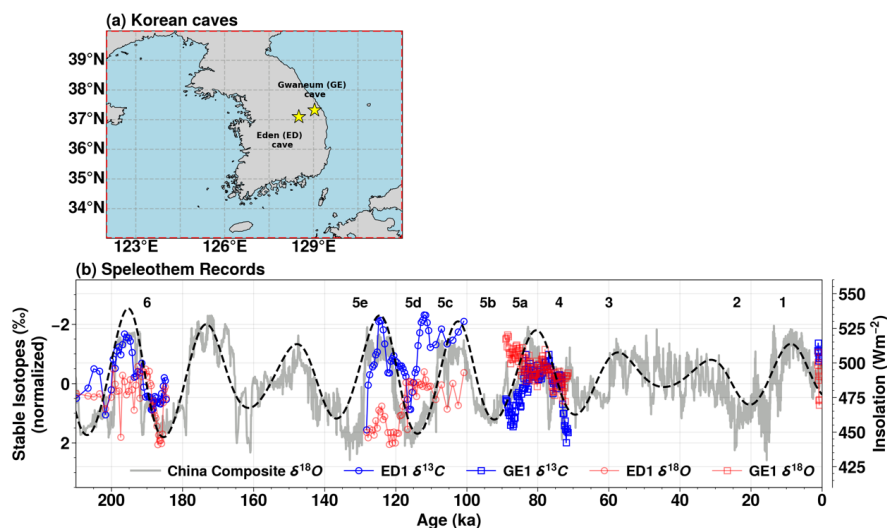 (a) Korean caves
39°N
38°N
37°N
36°N
35°N
34°N
Gwaneum (GE)
cave
Eden (ED)
cave
123°E 126°E 129°E
(b) Speleothem Records
Stable Isotopes (‰)
(normalized)
−2
0
2
6 5e 5d 5c 5b 5a 4 3 2 1
550
525
500
475
450
425
Insolation (Wm⁻²)
China Composite δ¹⁸O ED1 δ¹³C GE1 δ¹³C ED1 δ¹⁸O GE1 δ¹⁸O
200 180 160 140 120 100 80 60 40 20 0
Age (ka)